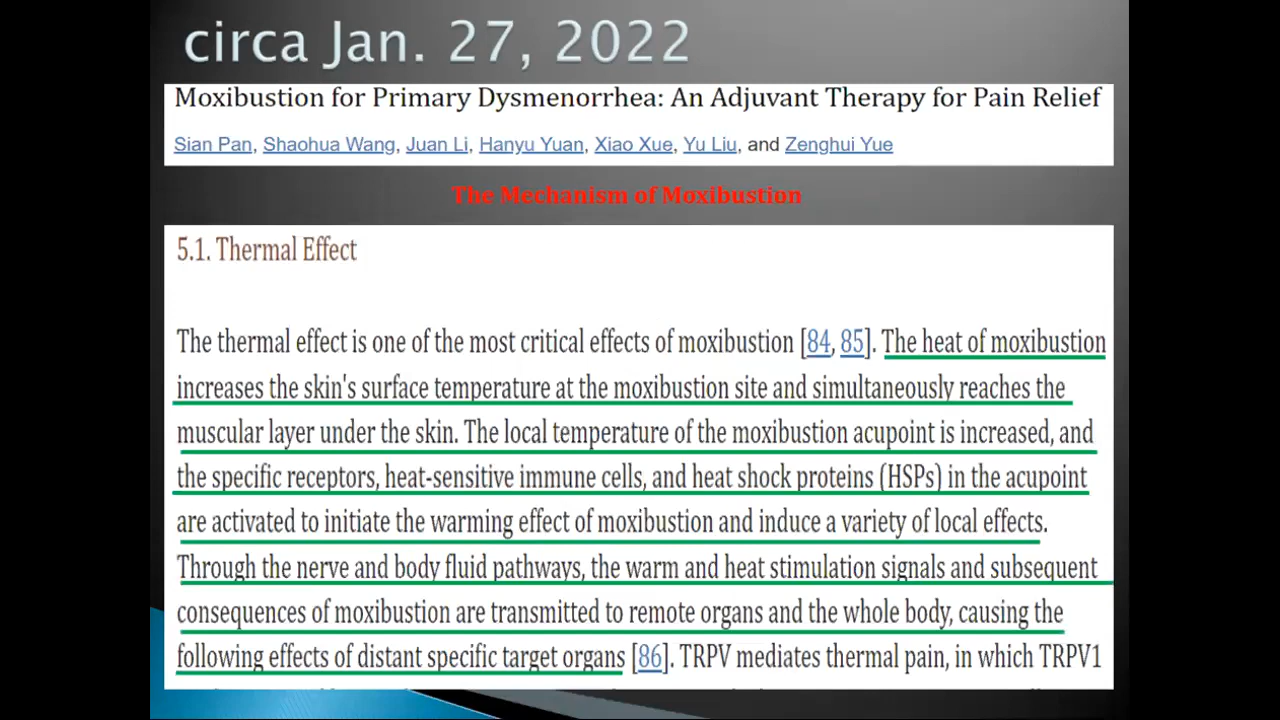 circa Jan. 27, 2022
Moxibustion for Primary Dysmenorrhea: An Adjuvant Therapy for Pain Relief
Sian Pan, Shaohua Wang, Juan Li, Hanyu Yuan, Xiao Xue, Yu Liu, and Zenghui Yue
The Mechanism of Moxibustion
5.1. Thermal Effect
The thermal effect is one of the most critical effects of moxibustion [84, 85]. The heat of moxibustion
increases the skin's surface temperature at the moxibustion site and simultaneously reaches the
muscular layer under the skin. The local temperature of the moxibustion acupoint is increased, and
the specific receptors, heat-sensitive immune cells, and heat shock proteins (HSPs) in the acupoint
are activated to initiate the warming effect of moxibustion and induce a variety of local effects.
Through the nerve and body fluid pathways, the warm and heat stimulation signals and subsequent
consequences of moxibustion are transmitted to remote organs and the whole body, causing the
following effects of distant specific target organs [86]. TRPV mediates thermal pain, in which TRPV1